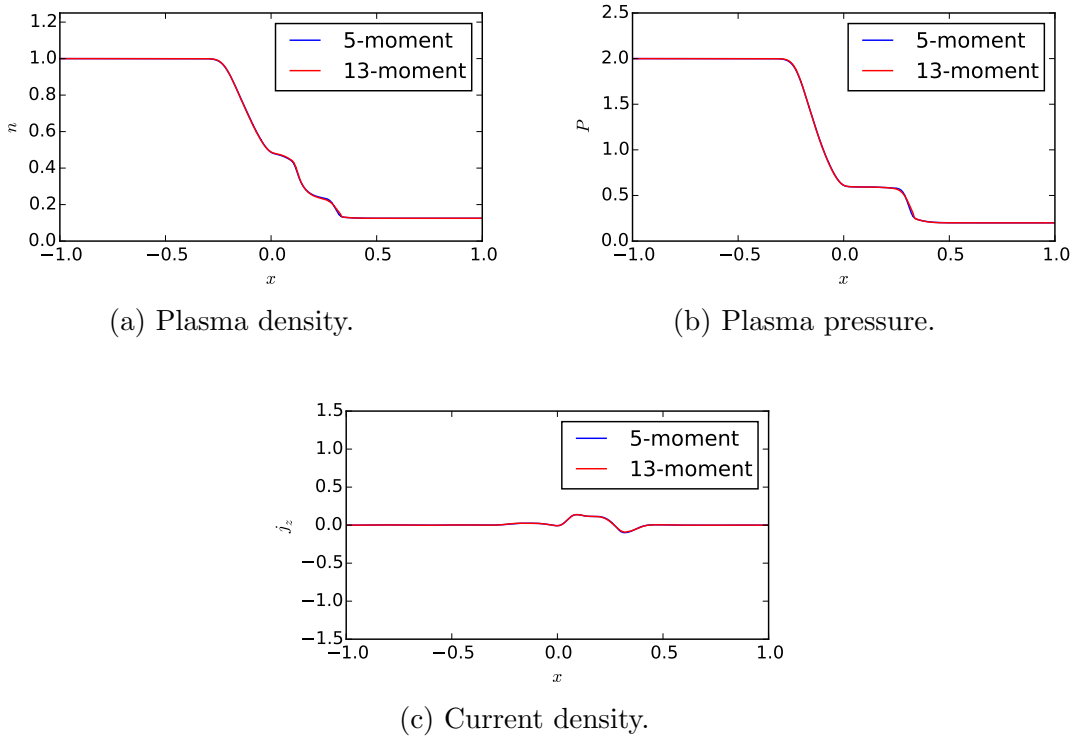 1.2
1.0
0.8
0.6
0.4
0.2
0.0
n
−1.0 −0.5 0.0 0.5 1.0
x
5-moment
13-moment
(a) Plasma density.
2.5
2.0
1.5
1.0
0.5
0.0
P
−1.0 −0.5 0.0 0.5 1.0
x
5-moment
13-moment
(b) Plasma pressure.
1.5
1.0
0.5
0.0
−0.5
−1.0
−1.5
j_z
−1.0 −0.5 0.0 0.5 1.0
x
5-moment
13-moment
(c) Current density.